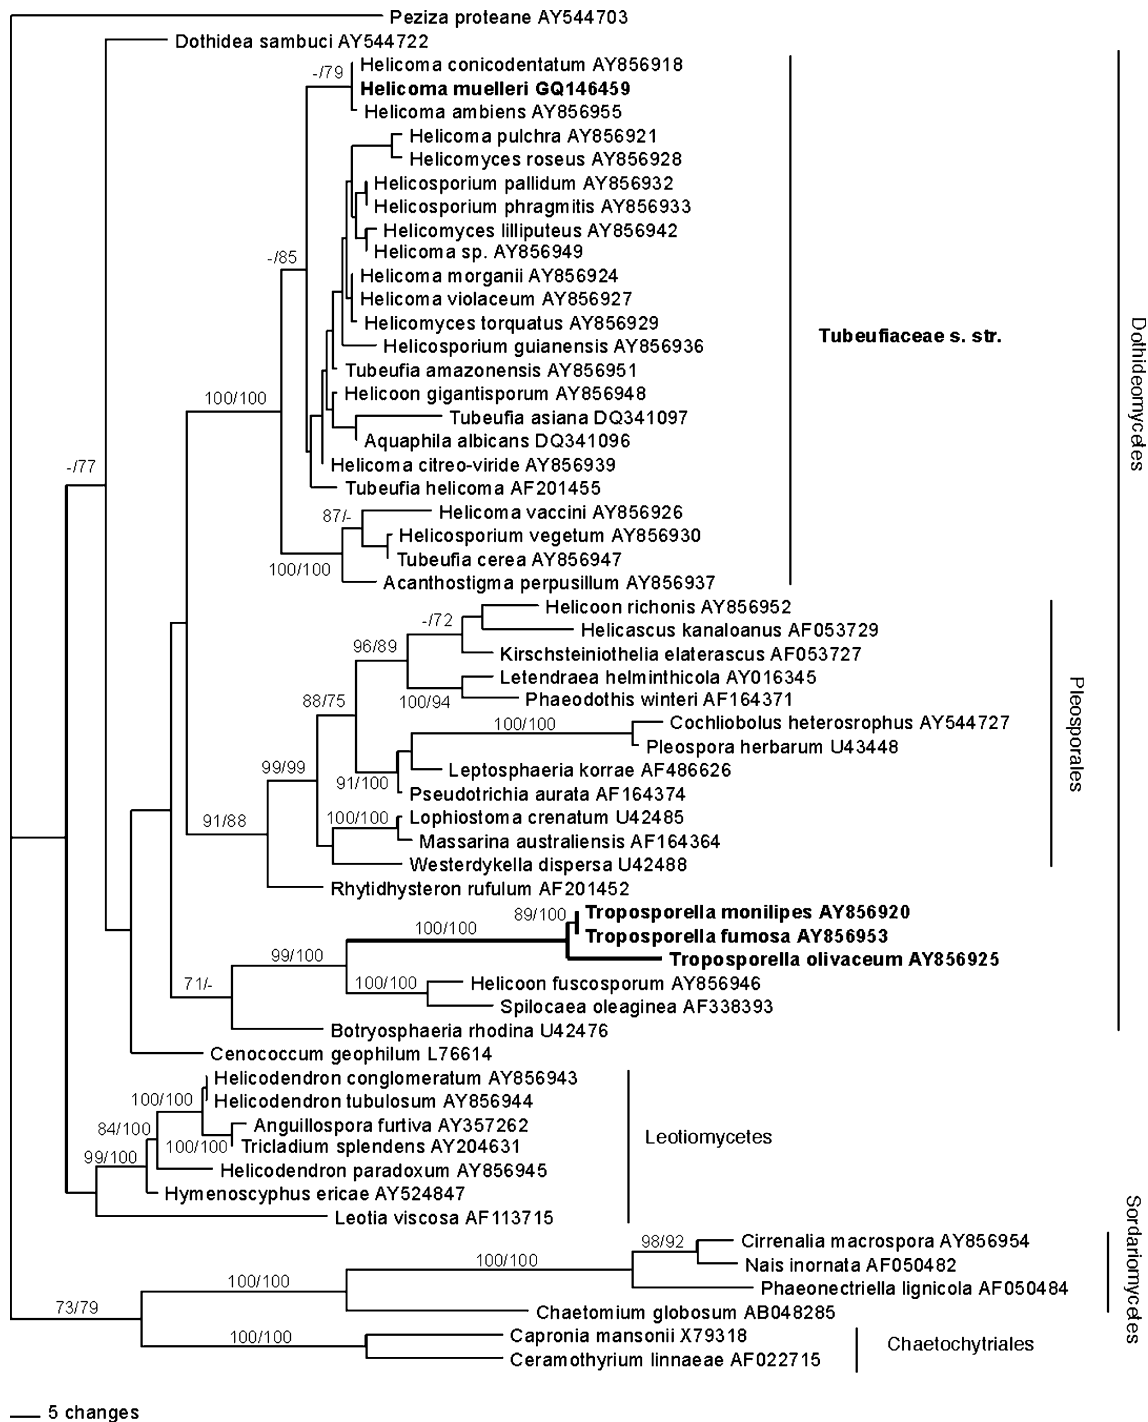 Peziza proteane AY544703
Dothidea sambuci AY544722
Helicoma conicodentatum AY856918
-/79
Helicoma muelleri GQ146459
Helicoma ambiens AY856955
Helicoma pulchra AY856921
Helicomyces roseus AY856928
Helicosporium pallidum AY856932
Helicosporium phragmitis AY856933
Helicomyces lilliputeus AY856942
Helicoma sp. AY856949
-/85
Helicoma morganii AY856924
Helicoma violaceum AY856927
Helicomyces torquatus AY856929
Tubeufiaceae s. str.
Helicosporium guianensis AY856936
Tubeufia amazonensis AY856951
Helicoon gigantisporum AY856948
100/100
Tubeufia asiana DQ341097
Aquaphila albicans DQ341096
Dothideomycetes
Helicoma citreo-viride AY856939
-/77
Tubeufia helicoma AF201455
Helicoma vaccini AY856926
87/-
Helicosporium vegetum AY856930
Tubeufia cerea AY856947
100/100
Acanthostigma perpusillum AY856937
Helicoon richonis AY856952
-/72
Helicascus kanaloanus AF053729
96/89
Kirschsteiniothelia elaterascus AF053727
Letendraea helminthicola AY016345
100/94
Phaeodothis winteri AF164371
88/75
Cochliobolus heterosrophus AY544727
100/100
Pleospora herbarum U43448
Pleosporales
99/99
Leptosphaeria korrae AF486626
91/100
Pseudotrichia aurata AF164374
91/88
100/100
Lophiostoma crenatum U42485
Massarina australiensis AF164364
Westerdykella dispersa U42488
Rhytidhysteron rufulum AF201452
89/100
Troposporella monilipes AY856920
100/100
Troposporella fumosa AY856953
99/100
Troposporella olivaceum AY856925
71/-
100/100
Helicoon fuscosporum AY856946
Spilocaea oleaginea AF338393
Botryosphaeria rhodina U42476
Cenococcum geophilum L76614
Helicodendron conglomeratum AY856943
100/100
Helicodendron tubulosum AY856944
84/100
Anguillospora furtiva AY357262
100/100
Tricladium splendens AY204631
Leotiomycetes
99/100
Helicodendron paradoxum AY856945
Hymenoscyphus ericae AY524847
Leotia viscosa AF113715
98/92
Cirrenalia macrospora AY856954
100/100
Nais inornata AF050482
Sordariomycetes
100/100
Phaeonectriella lignicola AF050484
73/79
Chaetomium globosum AB048285
100/100
Capronia mansonii X79318
Ceramothyrium linnaeae AF022715
Chaetochytriales
5 changes